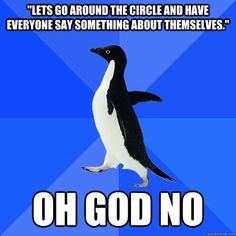 "LETS GO AROUND THE CIRCLE AND HAVE
EVERYONE SAY SOMETHING ABOUT THEMSELVES."
OH GOD NO